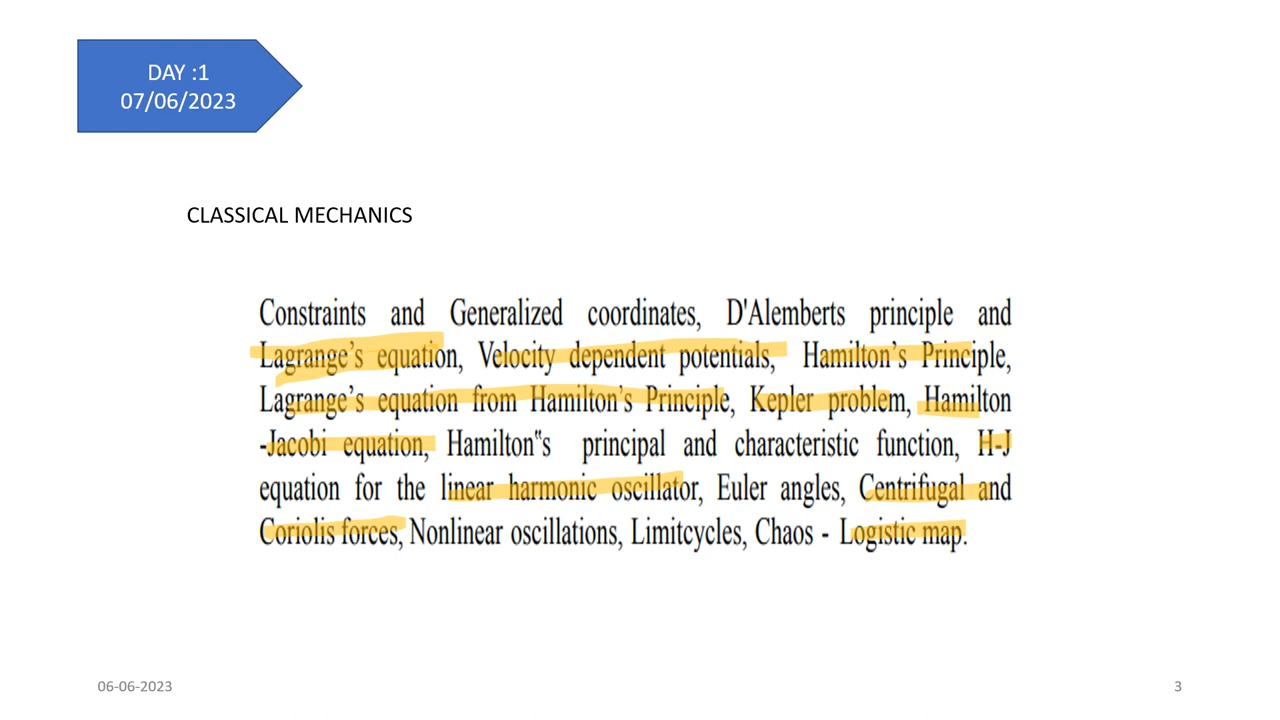 DAY :1
07/06/2023
CLASSICAL MECHANICS
Constraints and Generalized coordinates, D'Alemberts principle and
Lagrange’s equation, Velocity dependent potentials, Hamilton’s Principle,
Lagrange’s equation from Hamilton’s Principle, Kepler problem, Hamilton
-Jacobi equation, Hamilton‟s principal and characteristic function, H-J
equation for the linear harmonic oscillator, Euler angles, Centrifugal and
Coriolis forces, Nonlinear oscillations, Limitcycles, Chaos - Logistic map.
06-06-2023
3